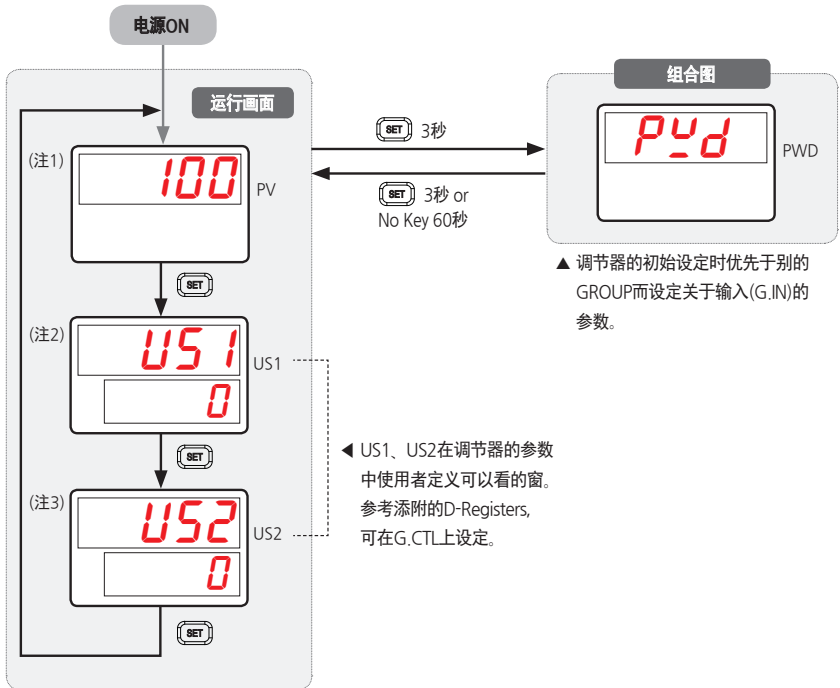 电源ON
运行画面
(注1)
100
PV
SET
(注2)
US1
US1
0
SET
(注3)
US2
US2
0
SET
SET 3秒
SET 3秒 or
No Key 60秒
组合图
PWD
PWD
▲ 调节器的初始设定时优先于别的
GROUP而设定关于输入(G.IN)的
参数。
◀ US1、US2在调节器的参数
中使用者定义可以看的窗。
参考添附的D-Registers,
可在G.CTL上设定。